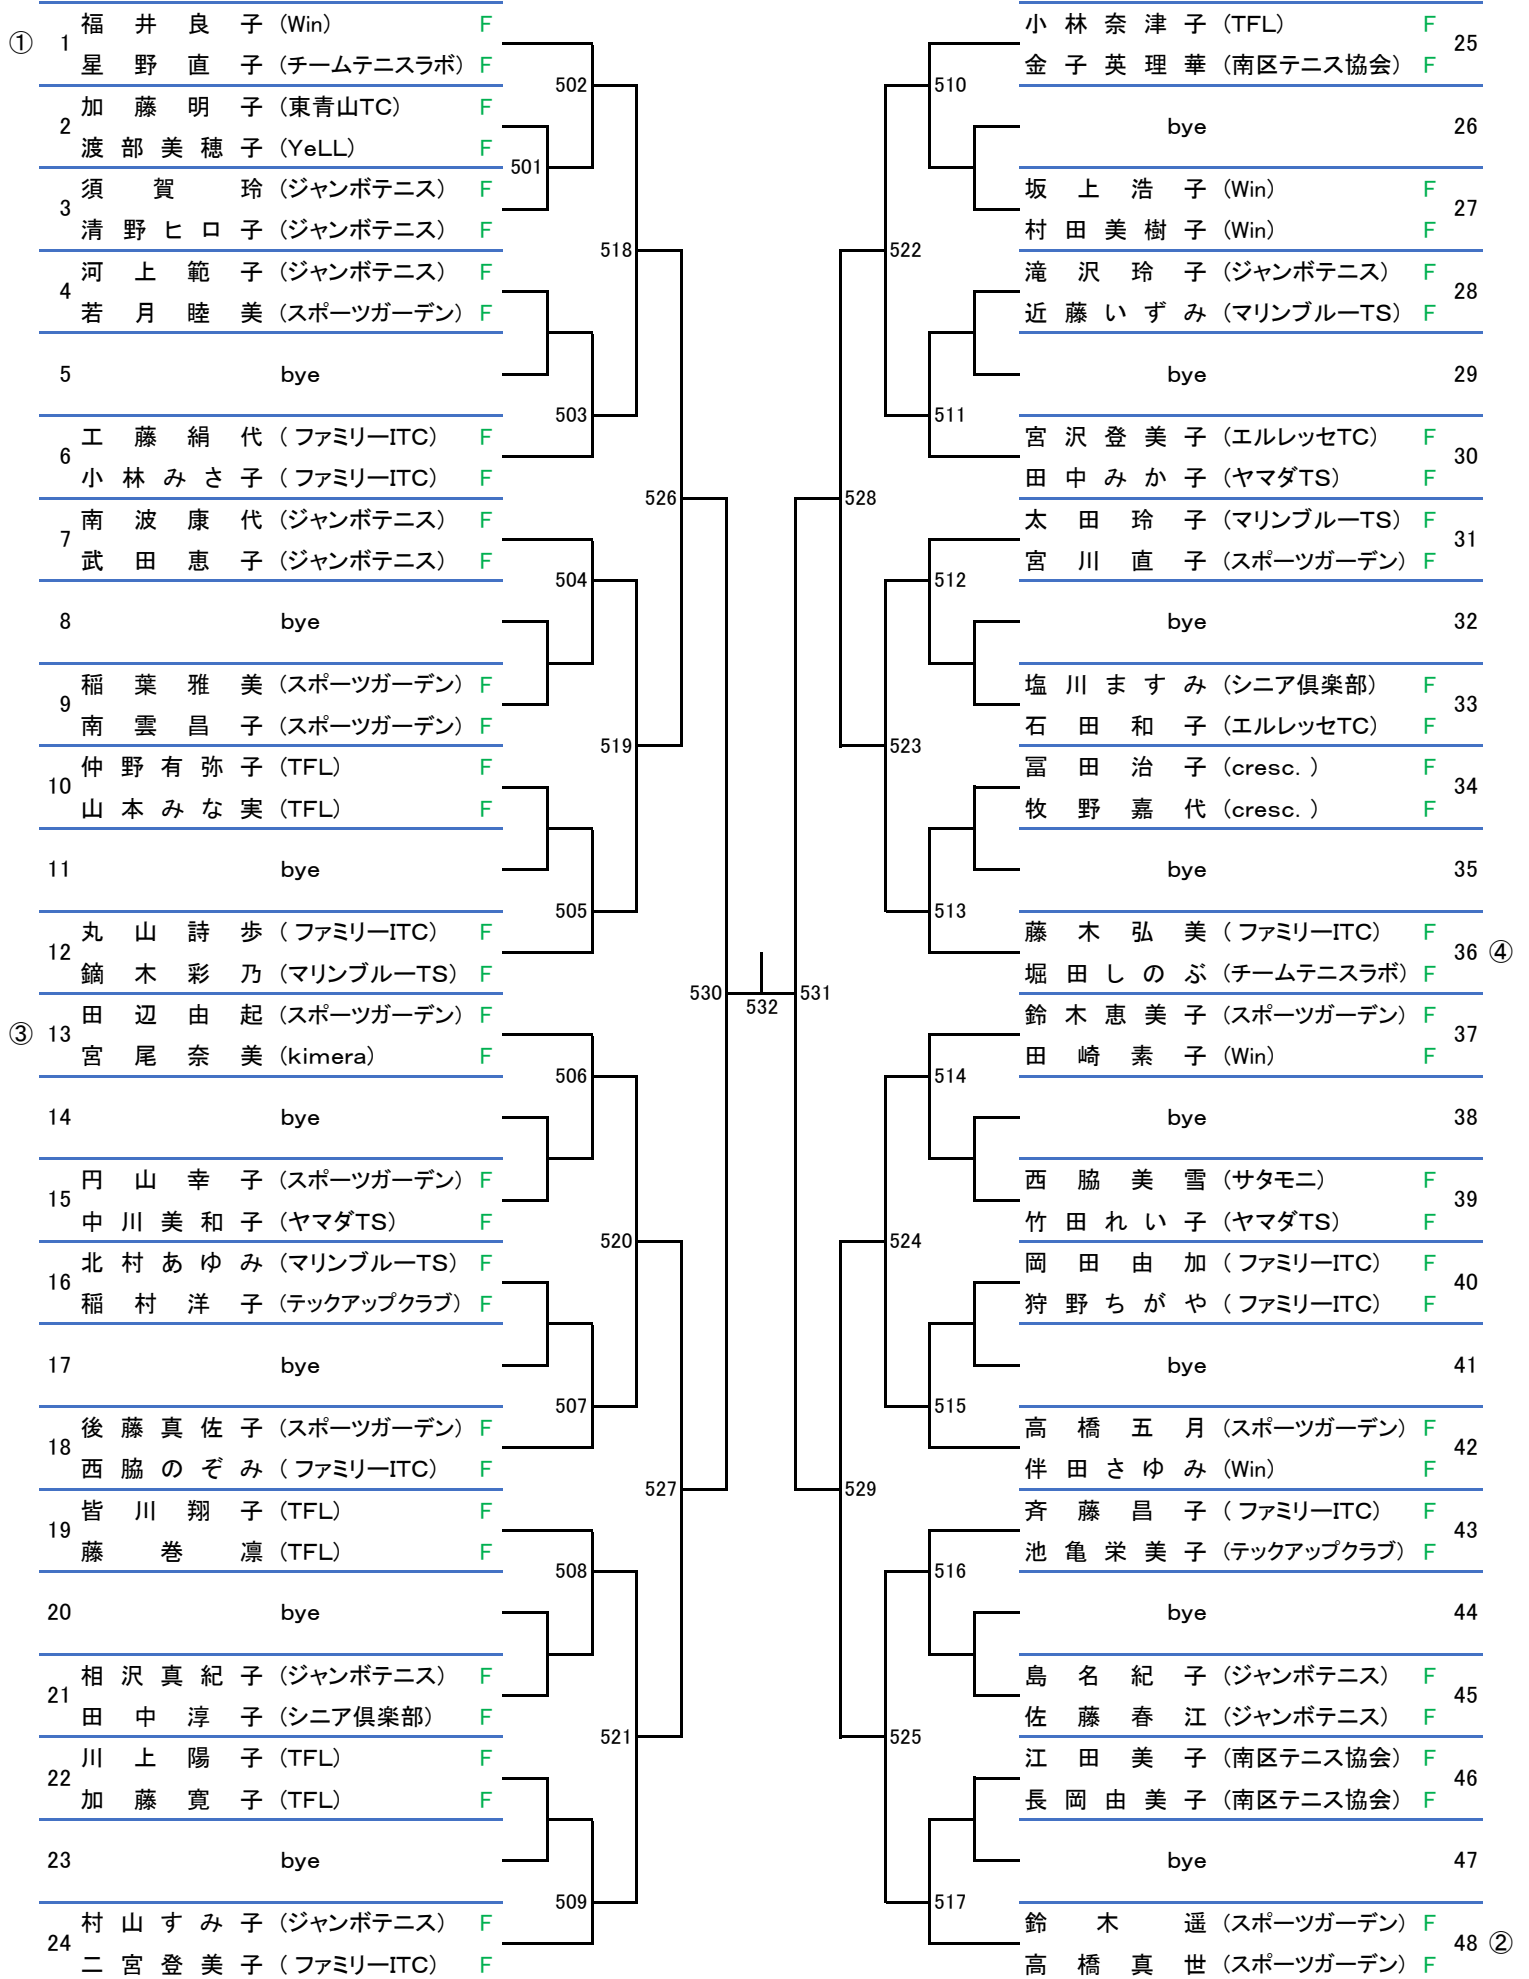 ① 1 福井良子 (Win) F
星野直子 (チームテニスラボ) F
2 加藤明子 (東青山TC) F
渡部美穂子 (YeLL) F
3 須賀玲 (ジャンボテニス) F
清野ヒロ子 (ジャンボテニス) F
4 河上範子 (ジャンボテニス) F
若月睦美 (スポーツガーデン) F
5 bye
6 工藤絹代 (ファミリーITC) F
小林みさ子 (ファミリーITC) F
7 南波康代 (ジャンボテニス) F
武田恵子 (ジャンボテニス) F
8 bye
9 稲葉雅美 (スポーツガーデン) F
南雲昌子 (スポーツガーデン) F
10 仲野有弥子 (TFL) F
山本みな実 (TFL) F
11 bye
12 丸山詩歩 (ファミリーITC) F
鏑木彩乃 (マリンブルーTS) F
③ 13 田辺由起 (スポーツガーデン) F
宮尾奈美 (kimera) F
14 bye
15 円山幸子 (スポーツガーデン) F
中川美和子 (ヤマダTS) F
16 北村あゆみ (マリンブルーTS) F
稲村洋子 (テックアップクラブ) F
17 bye
18 後藤真佐子 (スポーツガーデン) F
西脇のぞみ (ファミリーITC) F
19 皆川翔子 (TFL) F
藤巻凛 (TFL) F
20 bye
21 相沢真紀子 (ジャンボテニス) F
田中淳子 (シニア倶楽部) F
22 川上陽子 (TFL) F
加藤寛子 (TFL) F
23 bye
24 村山すみ子 (ジャンボテニス) F
二宮登美子 (ファミリーITC) F
501
502
503
504
505
506
507
508
509
518
519
520
521
526
527
530
532
531
528
529
522
523
524
525
510
511
512
513
514
515
516
517
小林奈津子 (TFL) F 25
金子英理華 (南区テニス協会) F
bye 26
坂上浩子 (Win) F 27
村田美樹子 (Win) F
滝沢玲子 (ジャンボテニス) F 28
近藤いずみ (マリンブルーTS) F
bye 29
宮沢登美子 (エルレッセTC) F 30
田中みか子 (ヤマダTS) F
太田玲子 (マリンブルーTS) F 31
宮川直子 (スポーツガーデン) F
bye 32
塩川ますみ (シニア倶楽部) F 33
石田和子 (エルレッセTC) F
冨田治子 (cresc.) F 34
牧野嘉代 (cresc.) F
bye 35
藤木弘美 (ファミリーITC) F 36 ④
堀田しのぶ (チームテニスラボ) F
鈴木恵美子 (スポーツガーデン) F 37
田崎素子 (Win) F
bye 38
西脇美雪 (サタモニ) F 39
竹田れい子 (ヤマダTS) F
岡田由加 (ファミリーITC) F 40
狩野ちがや (ファミリーITC) F
bye 41
高橋五月 (スポーツガーデン) F 42
伴田さゆみ (Win) F
斉藤昌子 (ファミリーITC) F 43
池亀栄美子 (テックアップクラブ) F
bye 44
島名紀子 (ジャンボテニス) F 45
佐藤春江 (ジャンボテニス) F
江田美子 (南区テニス協会) F 46
長岡由美子 (南区テニス協会) F
bye 47
鈴木遥 (スポーツガーデン) F 48 ②
高橋真世 (スポーツガーデン) F